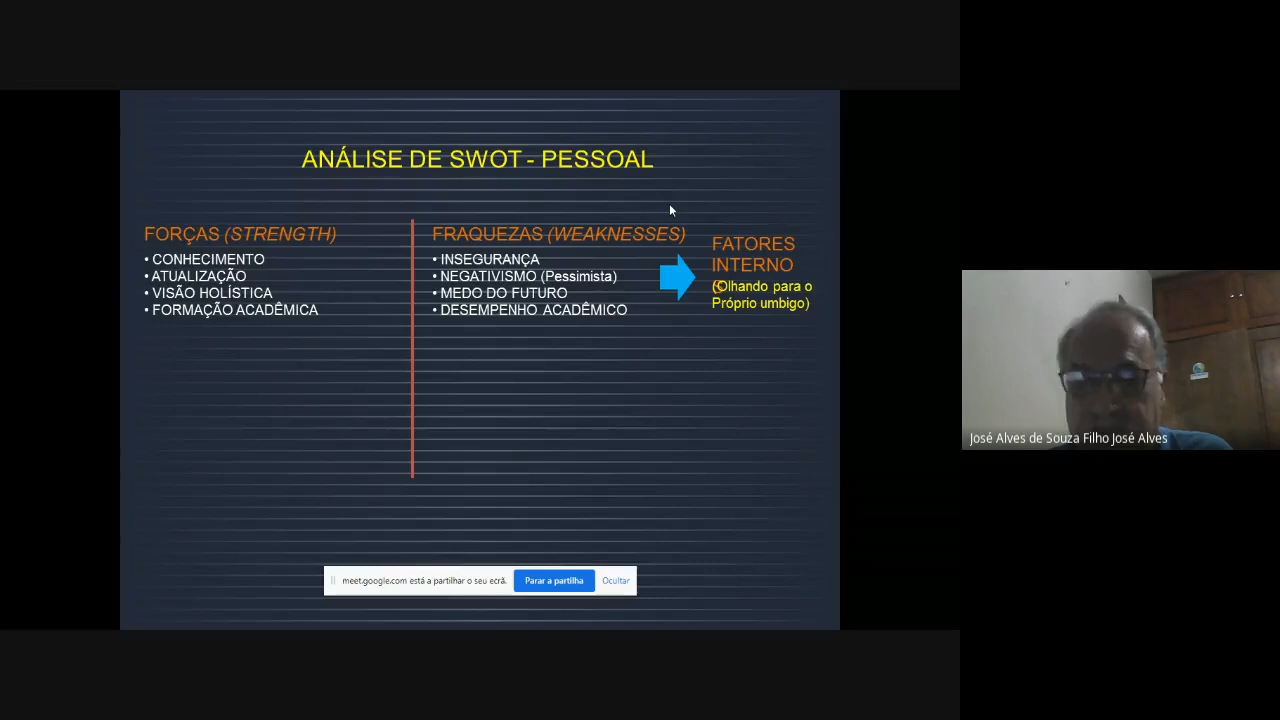 ANÁLISE DE SWOT - PESSOAL
FORÇAS (STRENGTH)
• CONHECIMENTO
• ATUALIZAÇÃO
• VISÃO HOLÍSTICA
• FORMAÇÃO ACADÊMICA
FRAQUEZAS (WEAKNESSES)
• INSEGURANÇA
• NEGATIVISMO (Pessimista)
• MEDO DO FUTURO
• DESEMPENHO ACADÊMICO
FATORES
INTERNO
(Olhando para o
Próprio umbigo)
meet.google.com está a partilhar o seu ecrã.
Parar a partilha
Ocultar
José Alves de Souza Filho José Alves